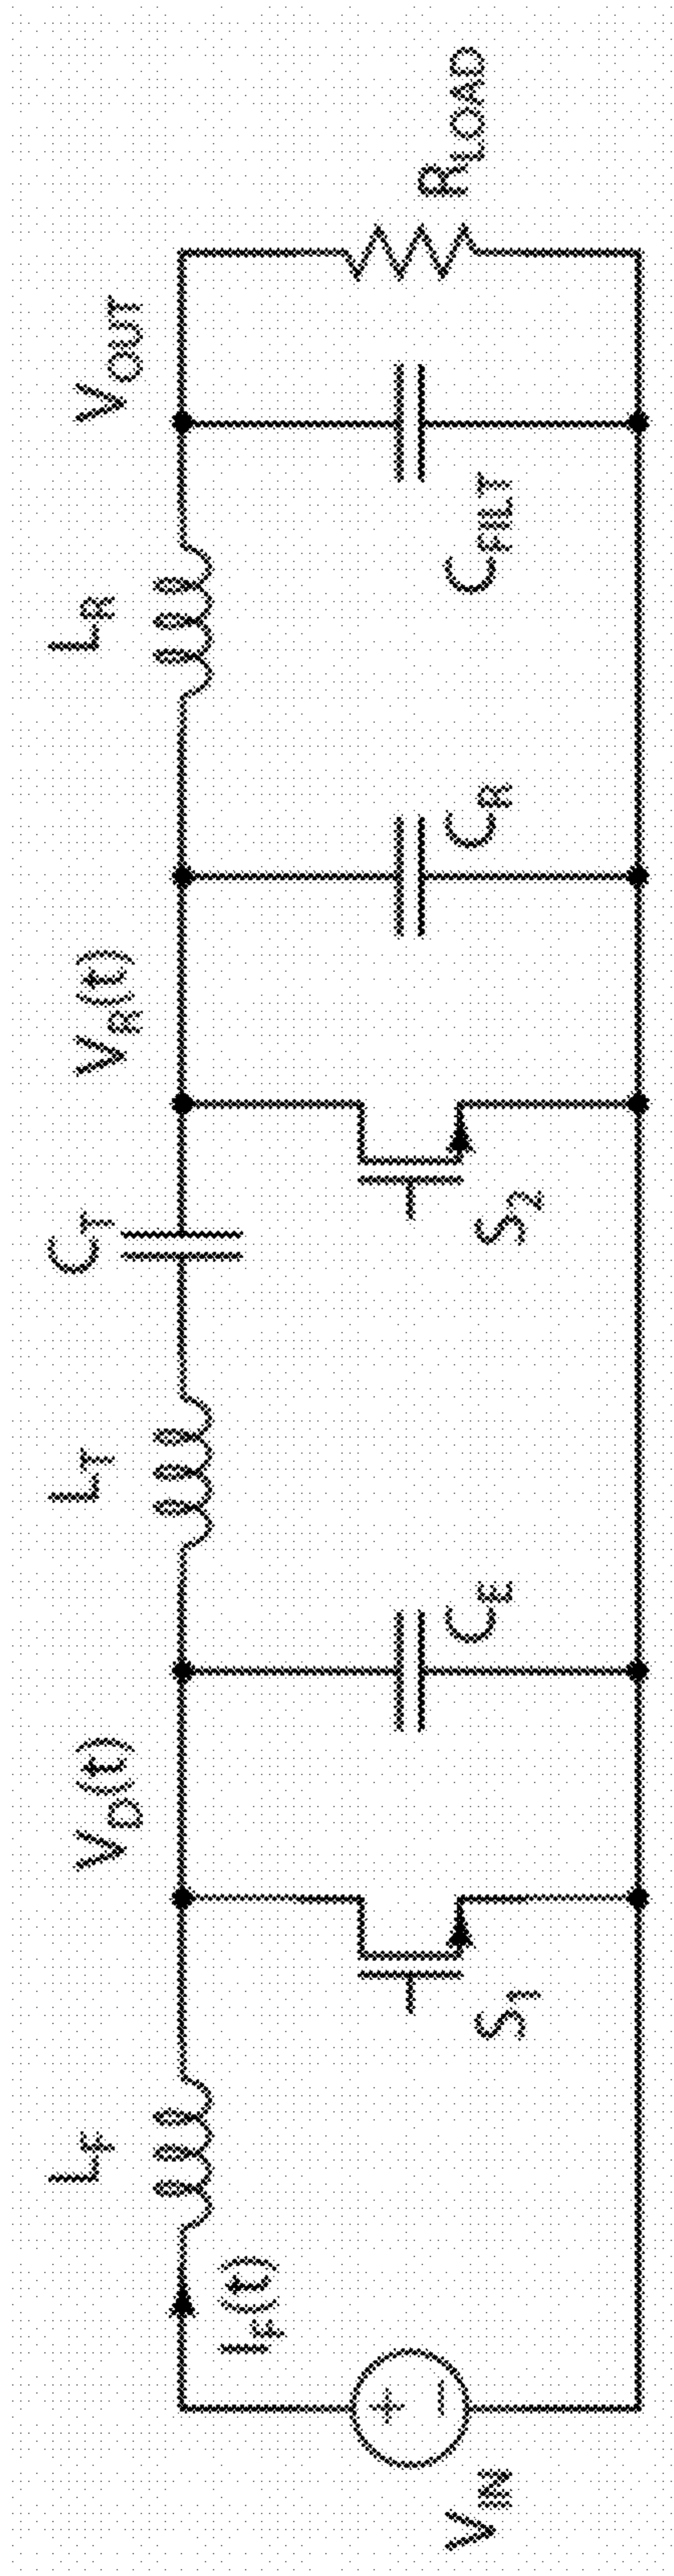 V_IN
+
−
I_F(t)
L_F
S_1
V_D(t)
C_E
L_T
C_T
S_2
V_R(t)
C_R
L_R
V_OUT
C_FILT
R_LOAD